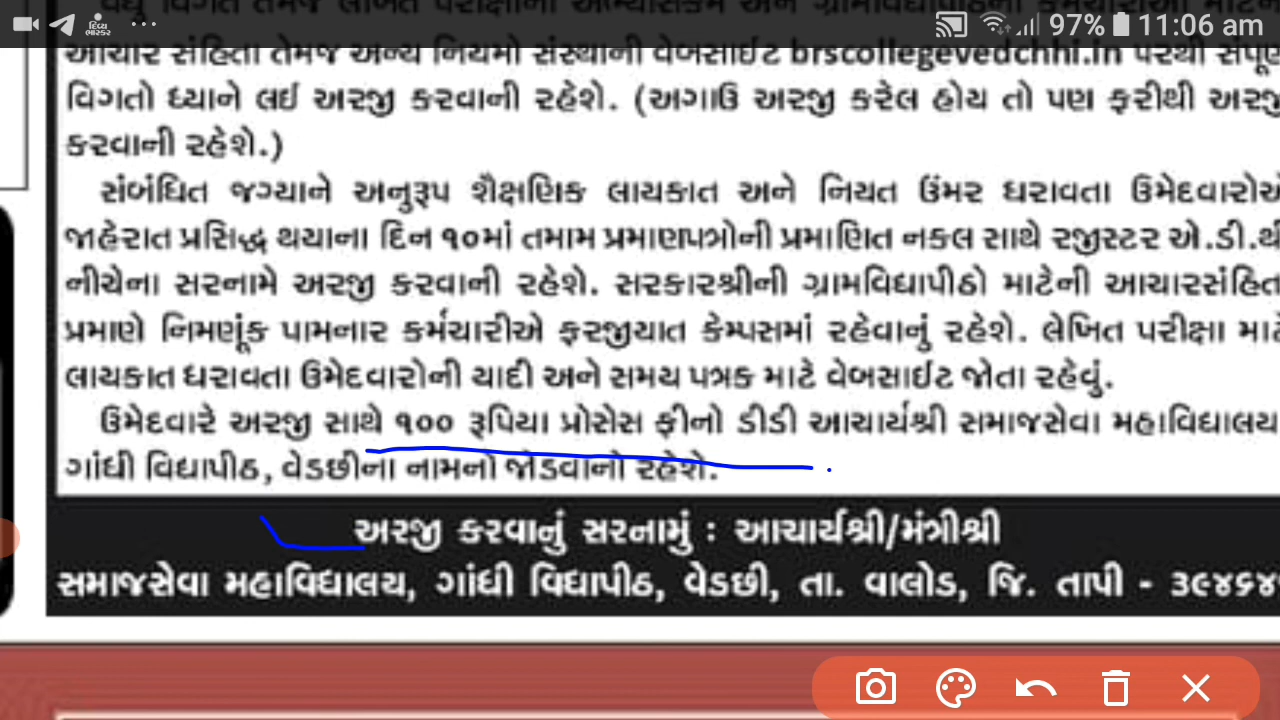 97% 11:06 am
દિવ્ય ભાસ્કર
આચાર સંહિતા તેમજ અન્ય નિયમો સંસ્થાની વેબસાઈટ brscollegevedchhi.in પરથી સંપૂર્ણ
વિગતો ધ્યાને લઈ અરજી કરવાની રહેશે. (અગાઉ અરજી કરેલ હોય તો પણ ફરીથી અરજી
કરવાની રહેશે.)
સંબંધિત જગ્યાને અનુરૂપ શૈક્ષણિક લાયકાત અને નિયત ઉંમર ધરાવતા ઉમેદવારોએ
જાહેરાત પ્રસિદ્ધ થયાના દિન ૧૦માં તમામ પ્રમાણપત્રોની પ્રમાણિત નકલ સાથે રજીસ્ટર એ.ડી.થી
નીચેના સરનામે અરજી કરવાની રહેશે. સરકારશ્રીની ગ્રામવિદ્યાપીઠો માટેની આચારસંહિતા
પ્રમાણે નિમણૂંક પામનાર કર્મચારીએ ફરજીયાત કેમ્પસમાં રહેવાનું રહેશે. લેખિત પરીક્ષા માટે
લાયકાત ધરાવતા ઉમેદવારોની યાદી અને સમય પત્રક માટે વેબસાઈટ જોતા રહેવું.
ઉમેદવારે અરજી સાથે ૧૦૦ રૂપિયા પ્રોસેસ ફીનો ડીડી આચાર્યશ્રી સમાજસેવા મહાવિદ્યાલય
ગાંધી વિદ્યાપીઠ, વેડછીના નામનો જોડવાનો રહેશે.
અરજી કરવાનું સરનામું : આચાર્યશ્રી/મંત્રીશ્રી
સમાજસેવા મહાવિદ્યાલય, ગાંધી વિદ્યાપીઠ, વેડછી, તા. વાલોડ, જિ. તાપી - ૩૯૪૬૪